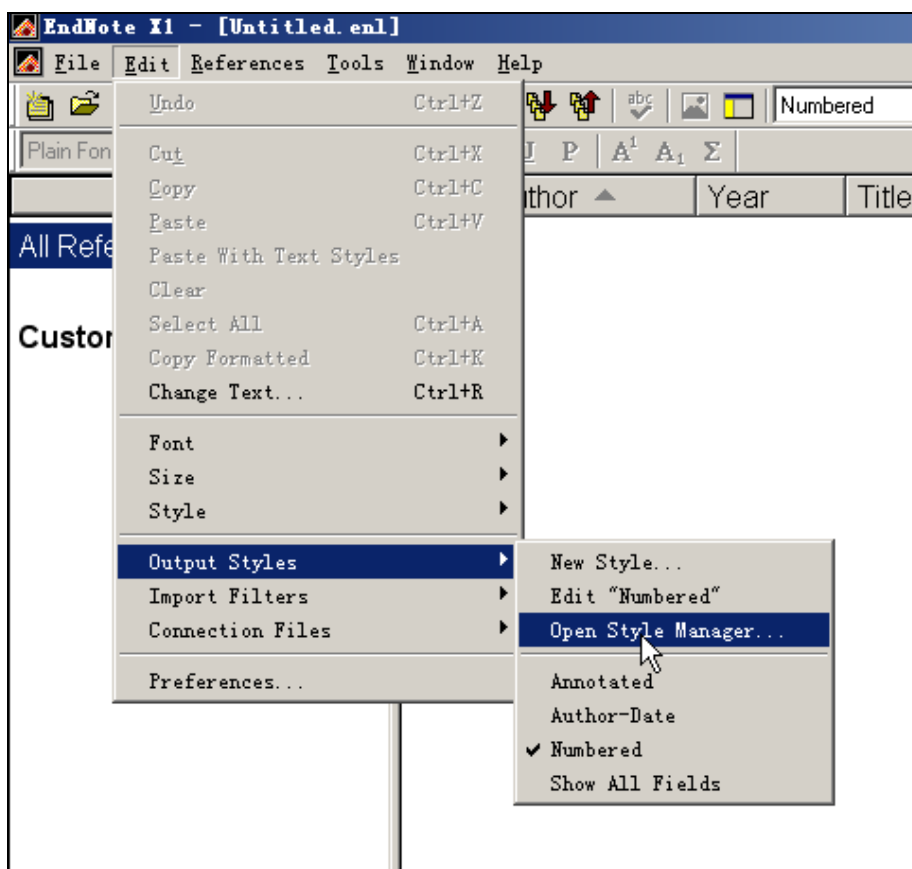 EndNote X1 - [Untitled.enl]
File Edit References Tools Window Help
abc Numbered
Plain Fon P A¹ A₁ Σ
Year Title
All Refe
Undo Ctrl+Z
Cut Ctrl+X
Copy Ctrl+C
Paste Ctrl+V
Paste With Text Styles
Clear
Select All Ctrl+A
Copy Formatted Ctrl+K
Change Text... Ctrl+R
Font
Size
Style
Output Styles
Import Filters
Connection Files
Preferences...
Custor
New Style...
Edit "Numbered"
Open Style Manager...
Annotated
Author-Date
Numbered
Show All Fields